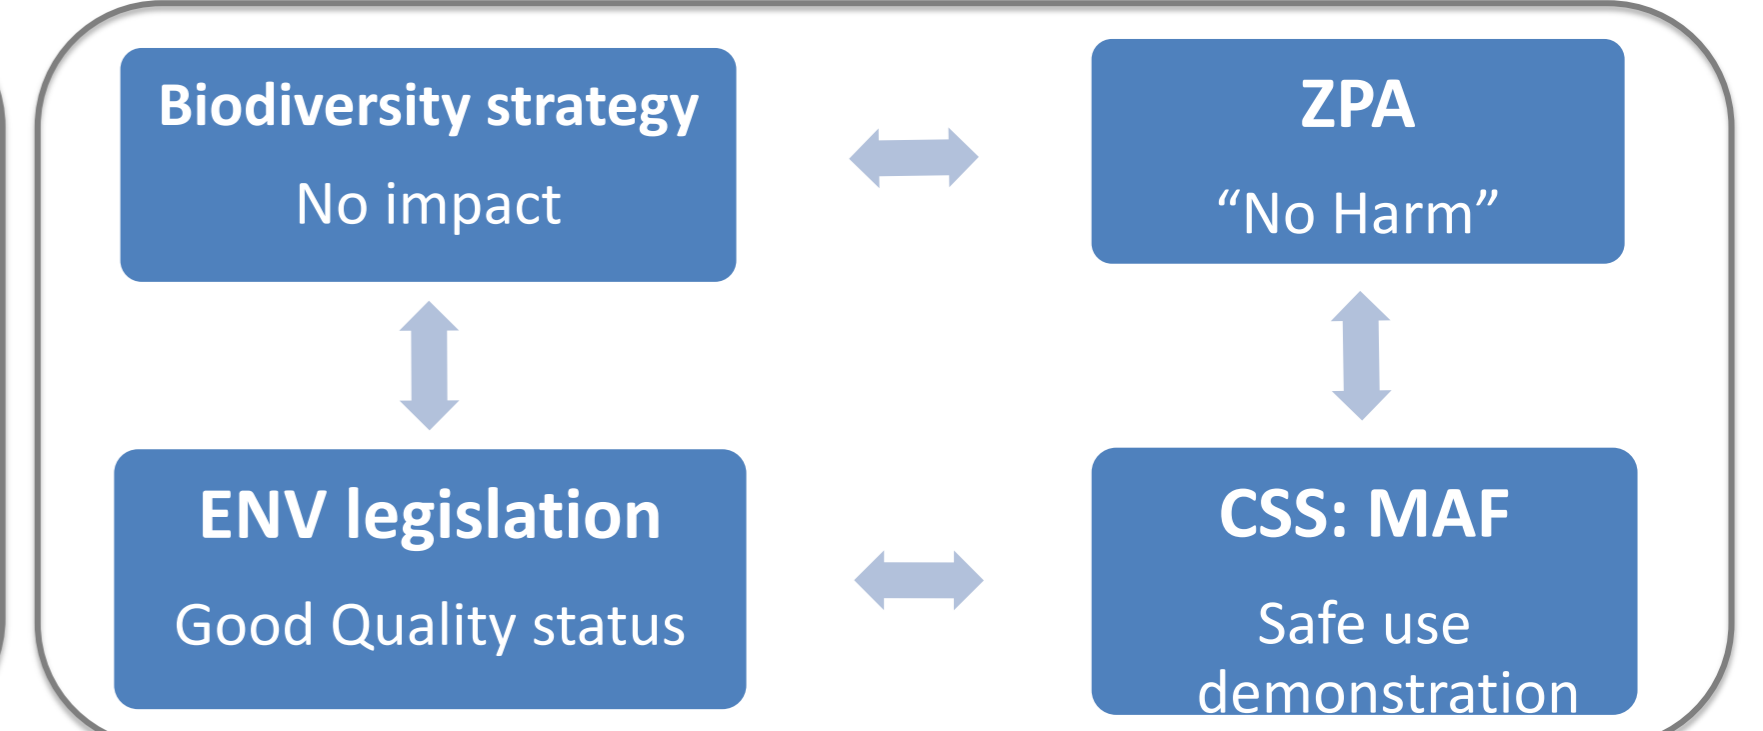 Biodiversity strategy
No impact
ZPA
“No Harm”
ENV legislation
Good Quality status
CSS: MAF
Safe use
demonstration